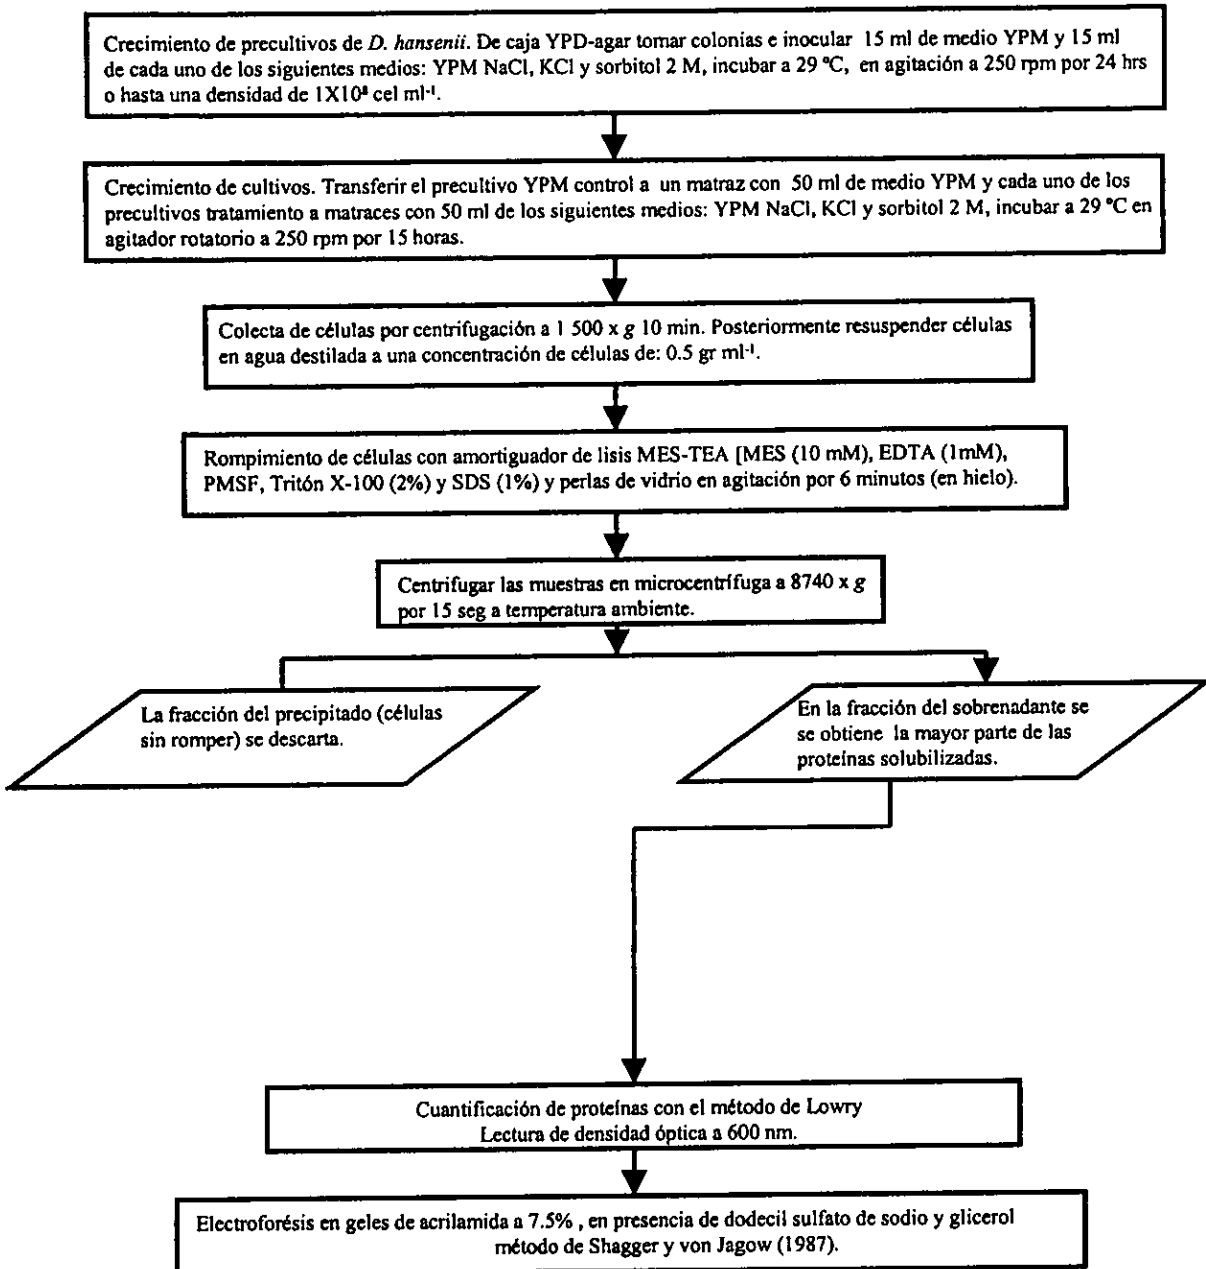 Crecimiento de precultivos de D. hansenii. De caja YPD-agar tomar colonias e inocular 15 ml de medio YPM y 15 ml
de cada uno de los siguientes medios: YPM NaCl, KCl y sorbitol 2 M, incubar a 29 ºC, en agitación a 250 rpm por 24 hrs
o hasta una densidad de 1X10⁸ cel ml⁻¹.
Crecimiento de cultivos. Transferir el precultivo YPM control a un matraz con 50 ml de medio YPM y cada uno de los
precultivos tratamiento a matraces con 50 ml de los siguientes medios: YPM NaCl, KCl y sorbitol 2 M, incubar a 29 ºC en
agitador rotatorio a 250 rpm por 15 horas.
Colecta de células por centrifugación a 1 500 x g 10 min. Posteriormente resuspender células
en agua destilada a una concentración de células de: 0.5 gr ml⁻¹.
Rompimiento de células con amortiguador de lisis MES-TEA [MES (10 mM), EDTA (1mM),
PMSF, Tritón X-100 (2%) y SDS (1%) y perlas de vidrio en agitación por 6 minutos (en hielo).
Centrifugar las muestras en microcentrífuga a 8740 x g
por 15 seg a temperatura ambiente.
La fracción del precipitado (células
sin romper) se descarta.
En la fracción del sobrenadante se
se obtiene la mayor parte de las
proteínas solubilizadas.
Cuantificación de proteínas con el método de Lowry
Lectura de densidad óptica a 600 nm.
Electroforésis en geles de acrilamida a 7.5% , en presencia de dodecil sulfato de sodio y glicerol
método de Shagger y von Jagow (1987).